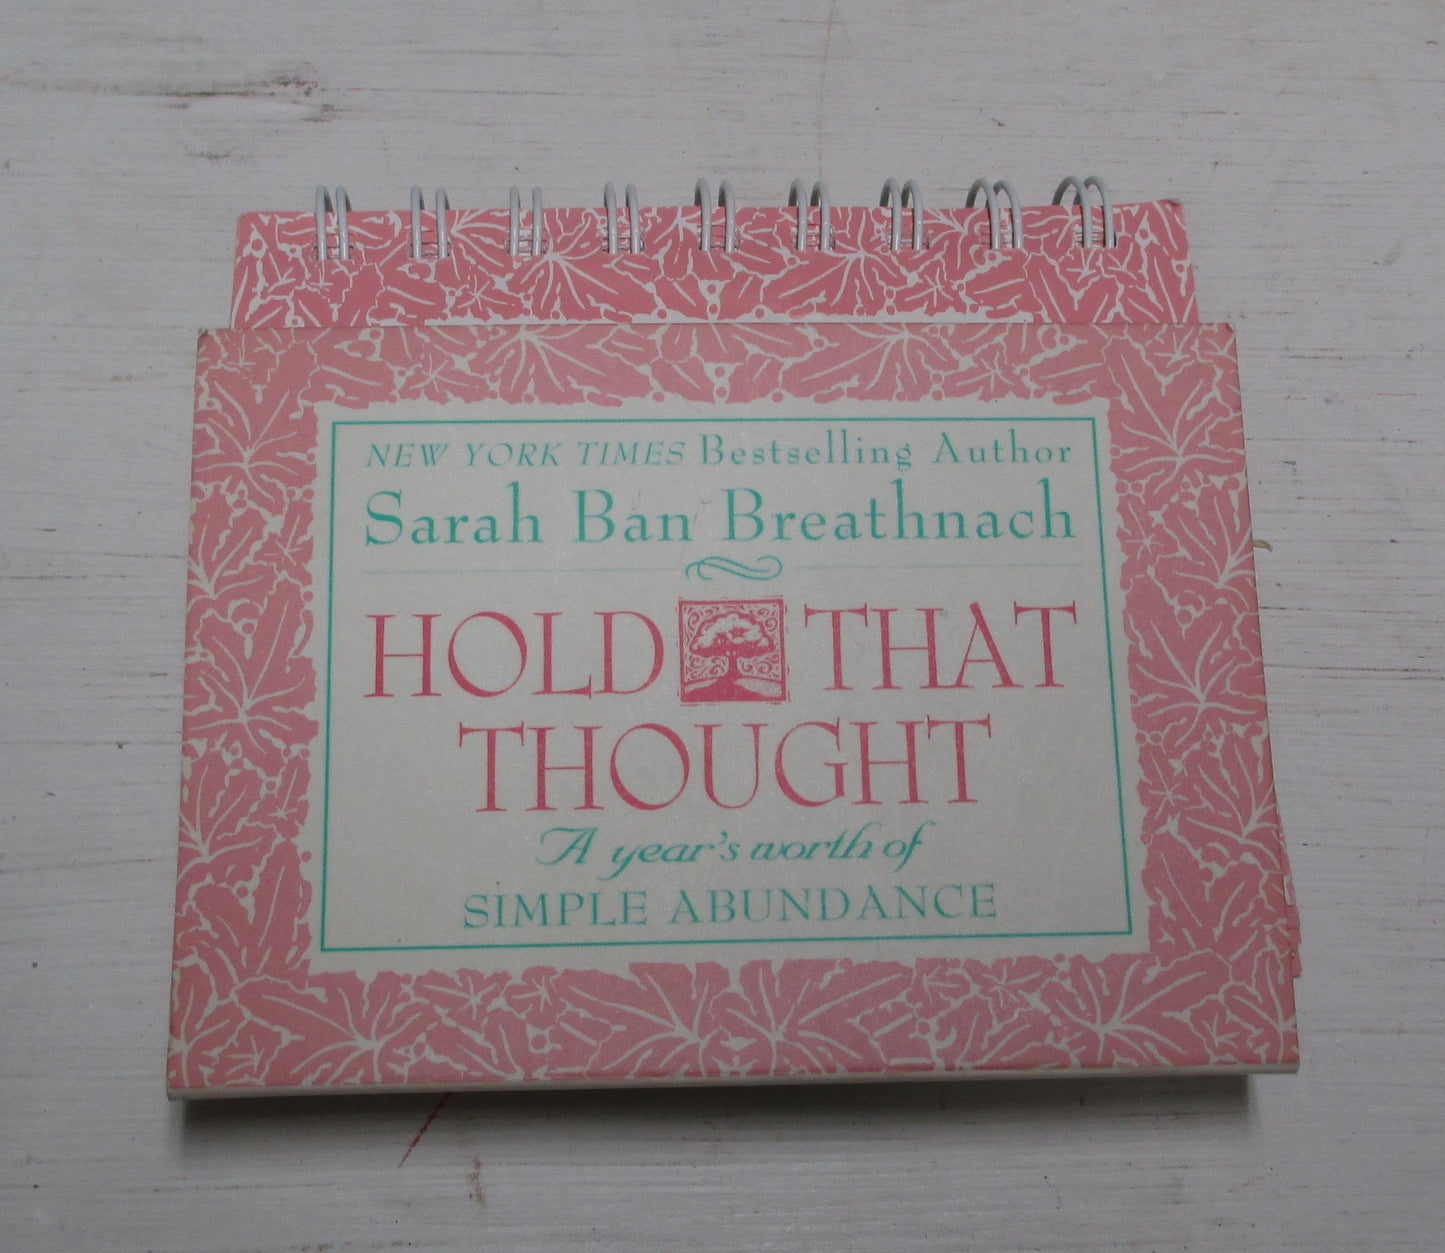 NEW YORK TIMES Bestselling Author
Sarah Ban Breathnach
HOLD THAT
THOUGHT
A year's worth of
SIMPLE ABUNDANCE